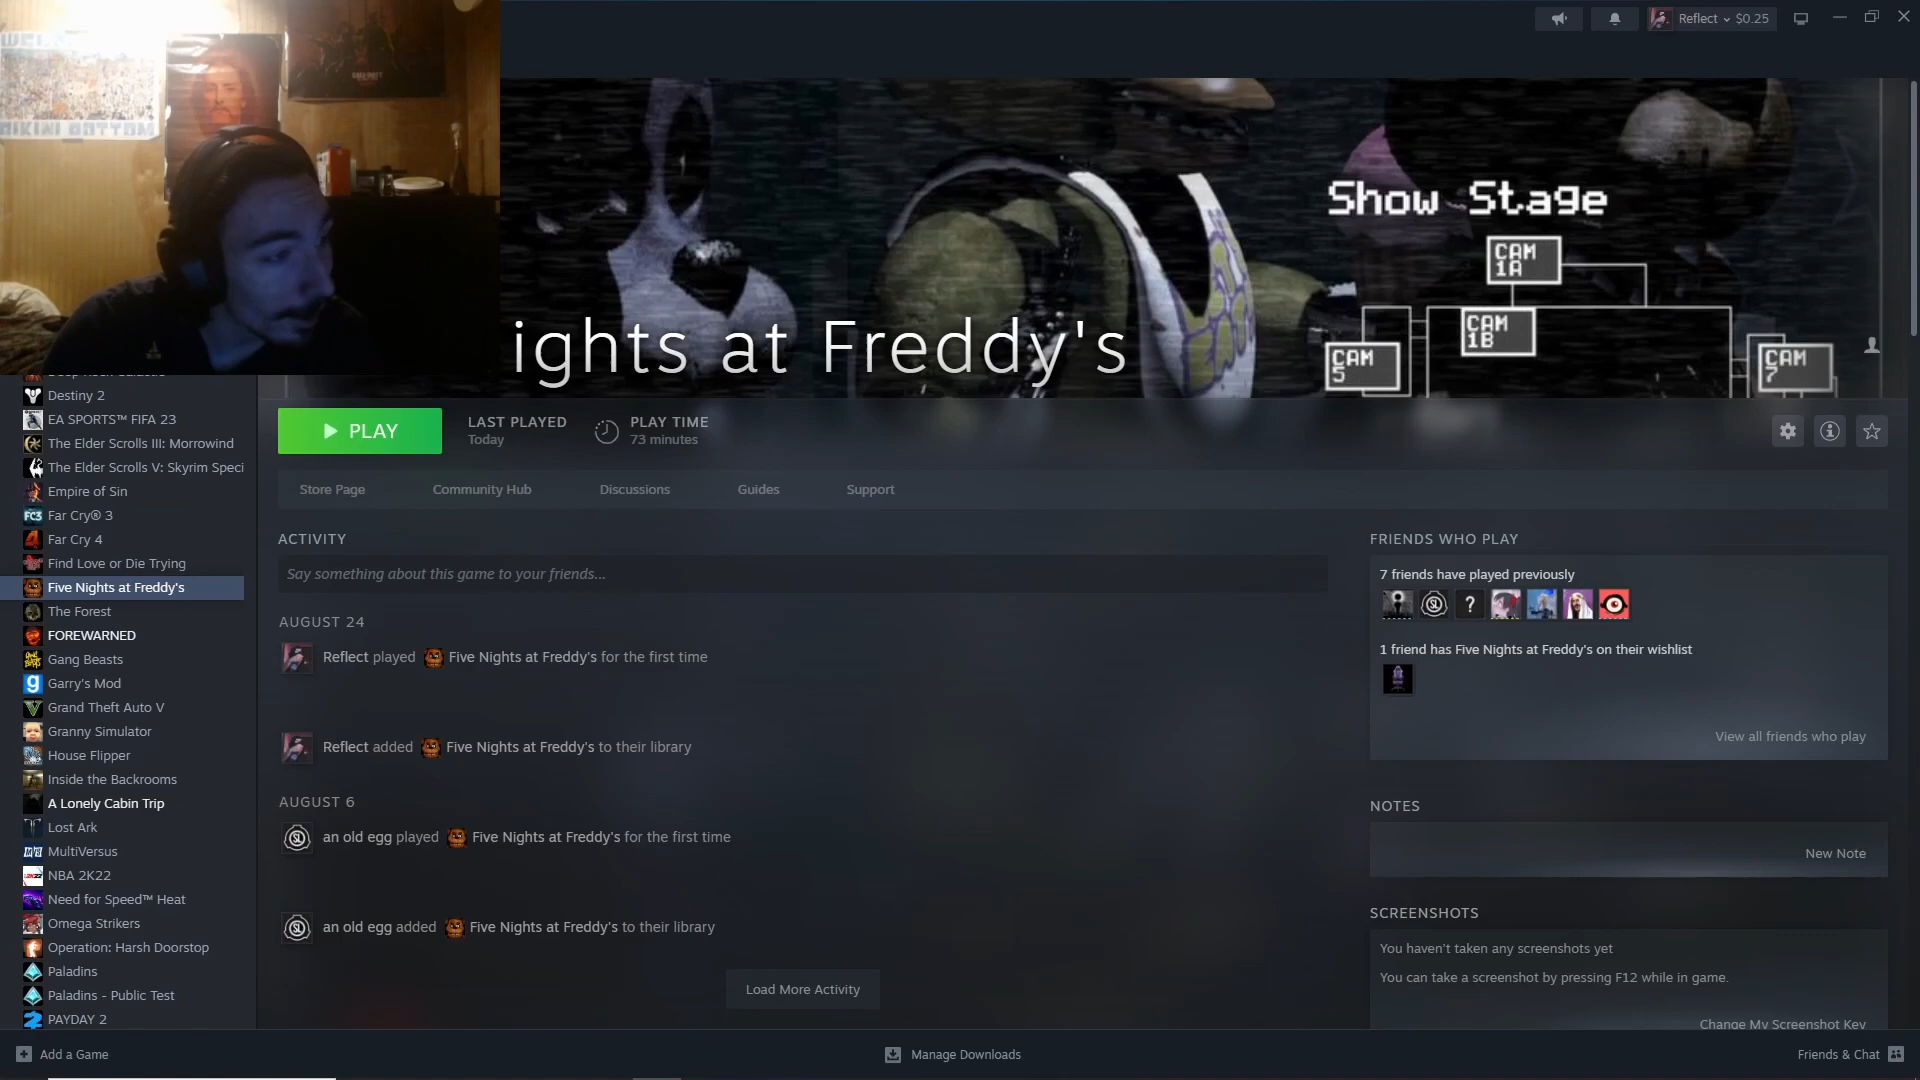 Reflect $0.25
BIKINI BOTTOM
CALL OF DUTY
ights at Freddy's
Show Stage
CAM
1A
CAM
1B
CAM
5
CAM
7
Destiny 2
EA SPORTS™ FIFA 23
The Elder Scrolls III: Morrowind
The Elder Scrolls V: Skyrim Speci
Empire of Sin
FC3
Far Cry® 3
Far Cry 4
Find Love or Die Trying
Five Nights at Freddy's
The Forest
FOREWARNED
Gang Beasts
Garry's Mod
Grand Theft Auto V
Granny Simulator
House Flipper
Inside the Backrooms
A Lonely Cabin Trip
Lost Ark
MultiVersus
NBA 2K22
Need for Speed™ Heat
Omega Strikers
Operation: Harsh Doorstop
Paladins
Paladins - Public Test
PAYDAY 2
PLAY
LAST PLAYED
Today
PLAY TIME
73 minutes
Store Page Community Hub Discussions Guides Support
ACTIVITY
Say something about this game to your friends...
AUGUST 24
Reflect played Five Nights at Freddy's for the first time
Reflect added Five Nights at Freddy's to their library
AUGUST 6
an old egg played Five Nights at Freddy's for the first time
an old egg added Five Nights at Freddy's to their library
Load More Activity
FRIENDS WHO PLAY
7 friends have played previously
?
1 friend has Five Nights at Freddy's on their wishlist
View all friends who play
NOTES
New Note
SCREENSHOTS
You haven't taken any screenshots yet
You can take a screenshot by pressing F12 while in game.
Change My Screenshot Key
Add a Game
Manage Downloads
Friends & Chat